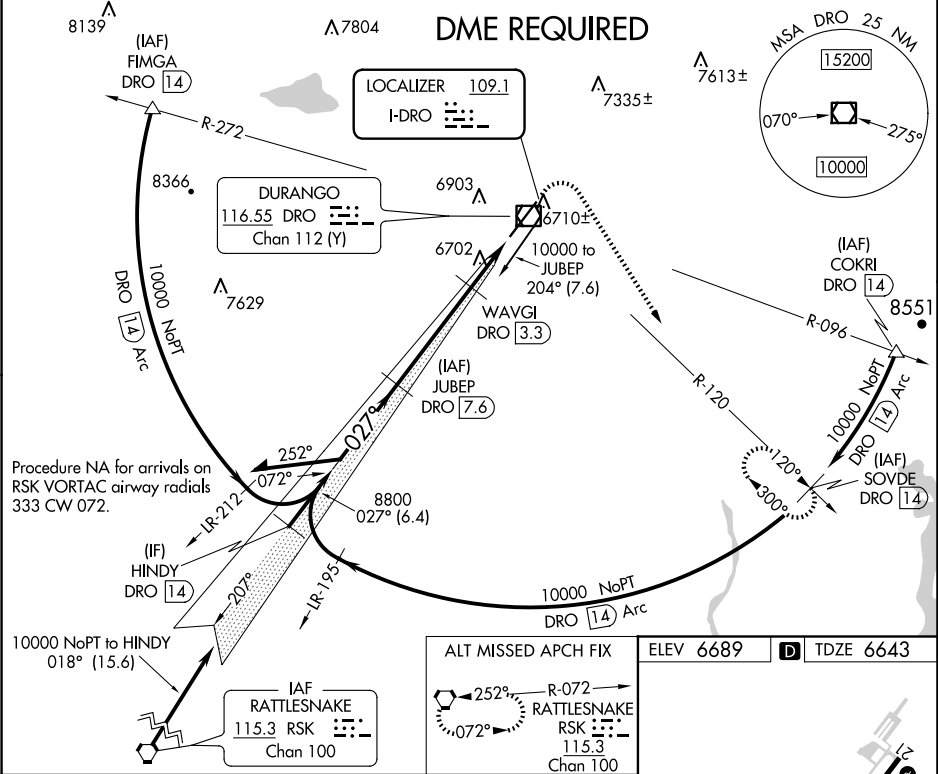 DME REQUIRED
8139
7804
(IAF)
FIMGA
DRO 14
R-272
LOCALIZER 109.1
I-DRO
7335±
7613±
MSA DRO 25 NM
15200
070°
275°
10000
8366
DURANGO
116.55 DRO
Chan 112 (Y)
6903
6710±
6702
10000 to
JUBEP
204° (7.6)
WAVGI
DRO 3.3
(IAF)
COKRI
DRO 14
8551
R-096
10000 NoPT
DRO 14 Arc
7629
10000 NoPT
DRO 14 Arc
(IAF)
JUBEP
DRO 7.6
R-120
027°
252°
072°
Procedure NA for arrivals on
RSK VORTAC airway radials
333 CW 072.
LR-212
8800
027° (6.4)
120°
300°
(IAF)
SOVDE
DRO 14
(IF)
HINDY
DRO 14
207°
LR-195
10000 NoPT
DRO 14 Arc
10000 NoPT to HINDY
018° (15.6)
IAF
RATTLESNAKE
115.3 RSK
Chan 100
ALT MISSED APCH FIX
252°
R-072
072°
RATTLESNAKE
RSK
115.3
Chan 100
ELEV 6689
D
TDZE 6643
21